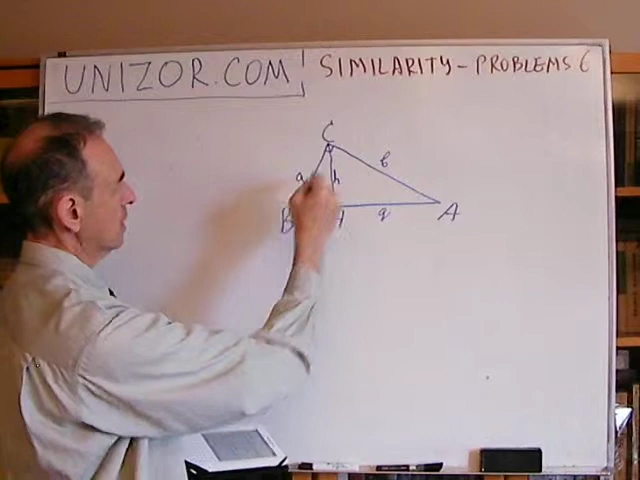 UNIZOR.COM
SIMILARITY - PROBLEMS 6
C
a h b
B H q A